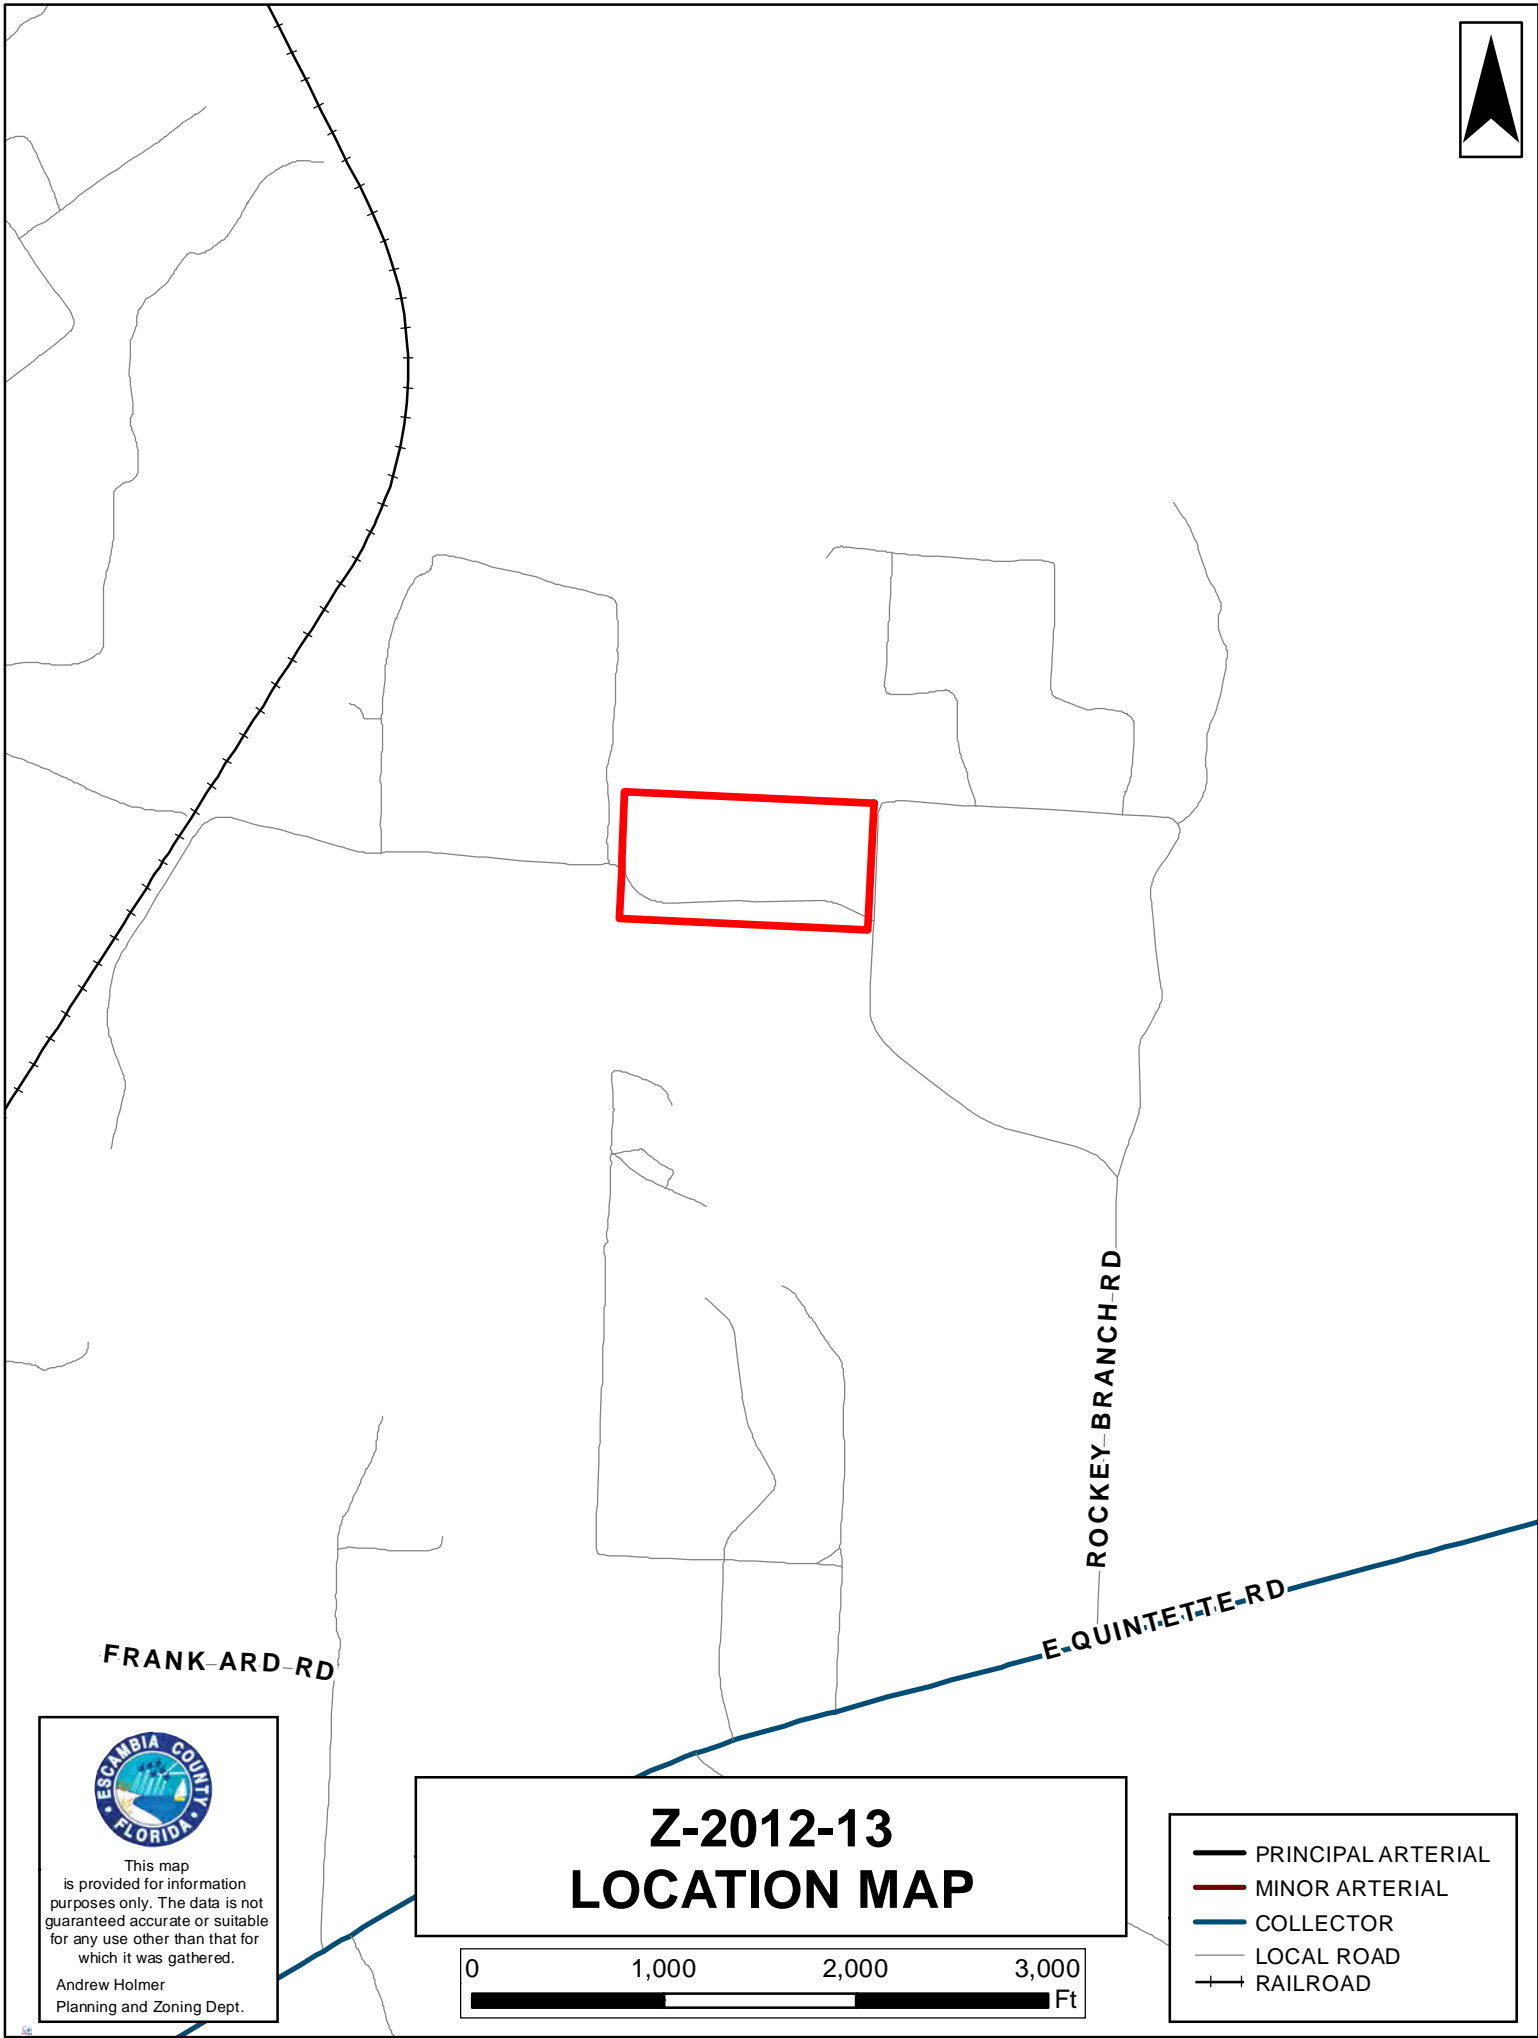 ROCKEY BRANCH RD
E QUINTETTE RD
FRANK ARD RD
ESCAMBIA COUNTY
FLORIDA
This map
is provided for information
purposes only. The data is not
guaranteed accurate or suitable
for any use other than that for
which it was gathered.
Andrew Holmer
Planning and Zoning Dept.
Z-2012-13
LOCATION MAP
0 1,000 2,000 3,000
Ft
PRINCIPAL ARTERIAL
MINOR ARTERIAL
COLLECTOR
LOCAL ROAD
RAILROAD